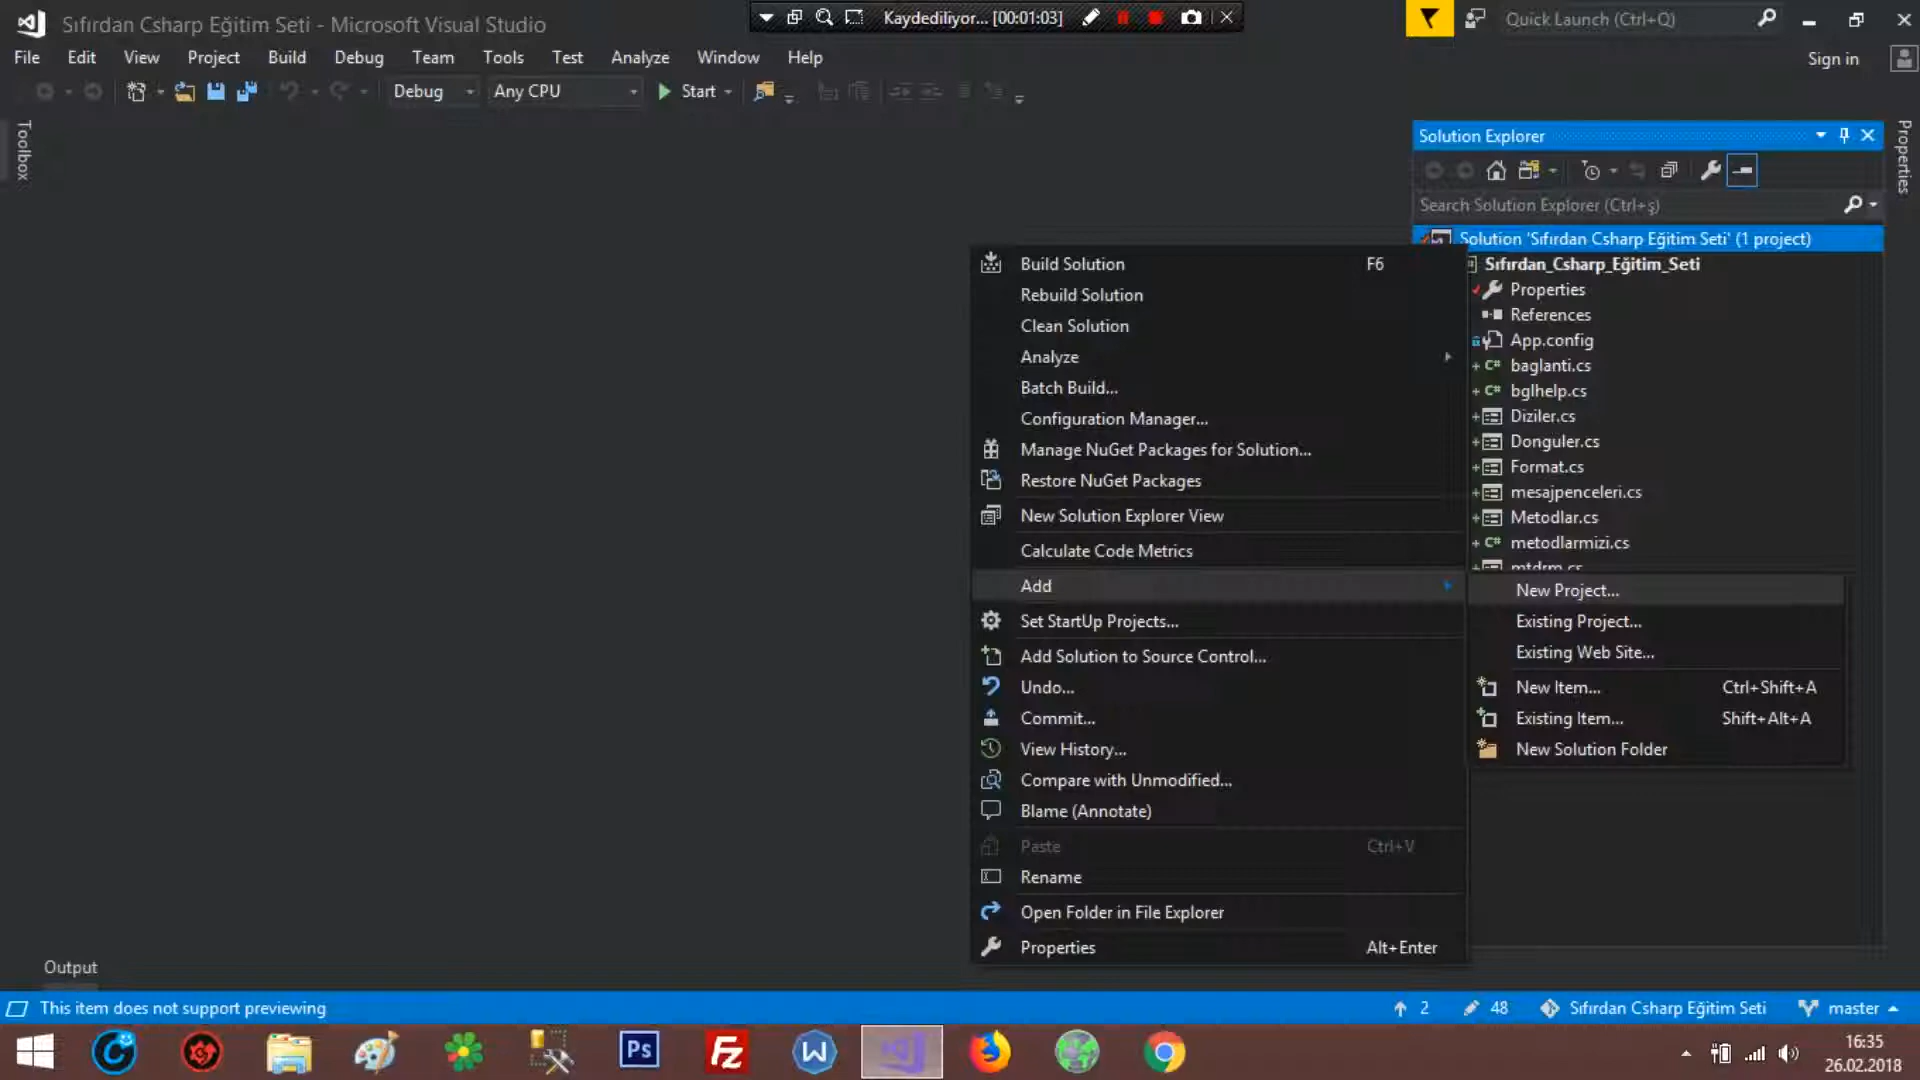 Sıfırdan Csharp Eğitim Seti - Microsoft Visual Studio
Kaydediliyor... [00:01:03]
Quick Launch (Ctrl+Q)
File Edit View Project Build Debug Team Tools Test Analyze Window Help
Sign in
Debug Any CPU Start
Toolbox
Properties
Solution Explorer
Search Solution Explorer (Ctrl+ş)
Solution 'Sıfırdan Csharp Eğitim Seti' (1 project)
Sıfırdan_Csharp_Eğitim_Seti
Properties
References
App.config
C# baglanti.cs
C# bglhelp.cs
Diziler.cs
Donguler.cs
Format.cs
mesajpenceleri.cs
Metodlar.cs
C# metodlarmizi.cs
mtdrm.cs
Build Solution F6
Rebuild Solution
Clean Solution
Analyze
Batch Build...
Configuration Manager...
Manage NuGet Packages for Solution...
Restore NuGet Packages
New Solution Explorer View
Calculate Code Metrics
Add
Set StartUp Projects...
Add Solution to Source Control...
Undo...
Commit...
View History...
Compare with Unmodified...
Blame (Annotate)
Paste Ctrl+V
Rename
Open Folder in File Explorer
Properties Alt+Enter
New Project...
Existing Project...
Existing Web Site...
New Item... Ctrl+Shift+A
Existing Item... Shift+Alt+A
New Solution Folder
Output
This item does not support previewing
2 48 Sıfırdan Csharp Eğitim Seti master
Ps
Fz
W
16:35
26.02.2018